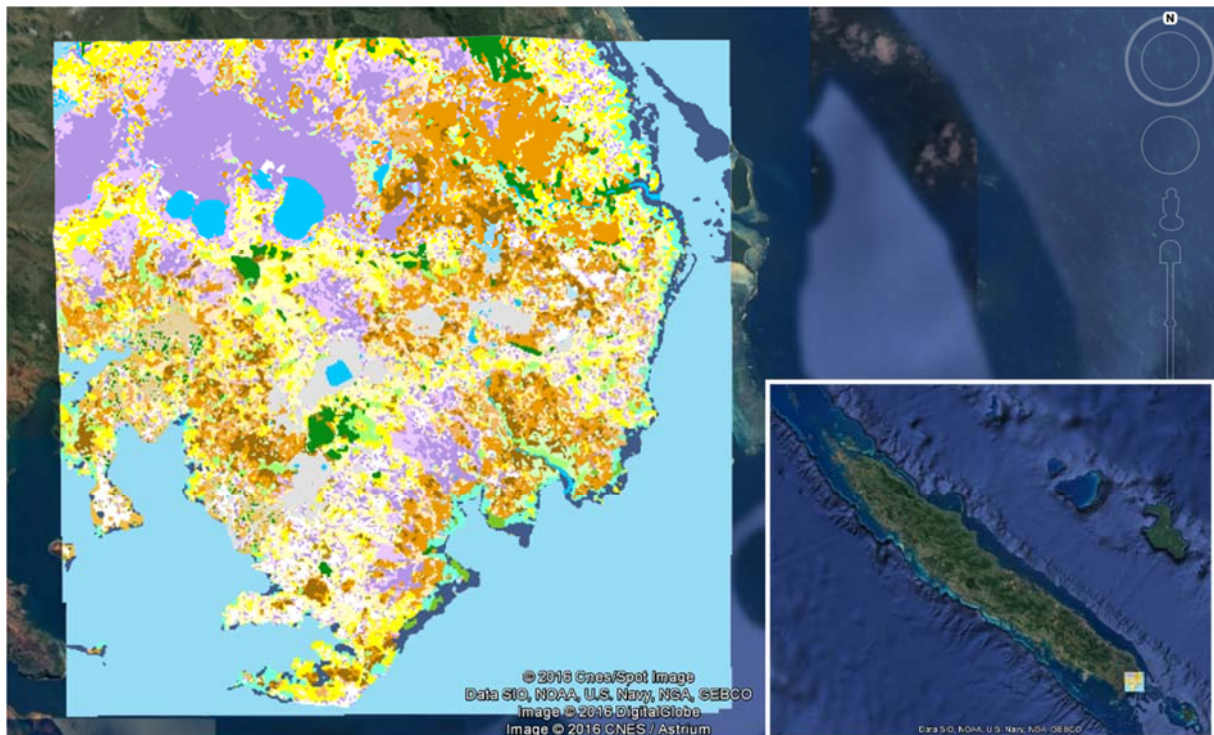 N
© 2016 Cnes/Spot Image
Data SIO, NOAA, U.S. Navy, NGA, GEBCO
Image © 2016 DigitalGlobe
Image © 2016 CNES / Astrium
Data SIO, NOAA, U.S. Navy, NGA, GEBCO